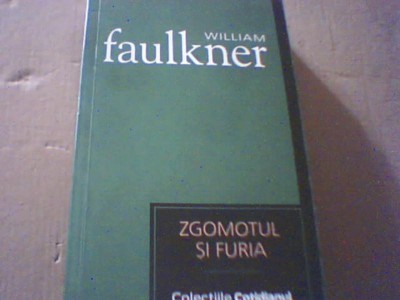 WILLIAM
faulkner
ZGOMOTUL
ȘI FURIA
Colecțiile Cotidianul